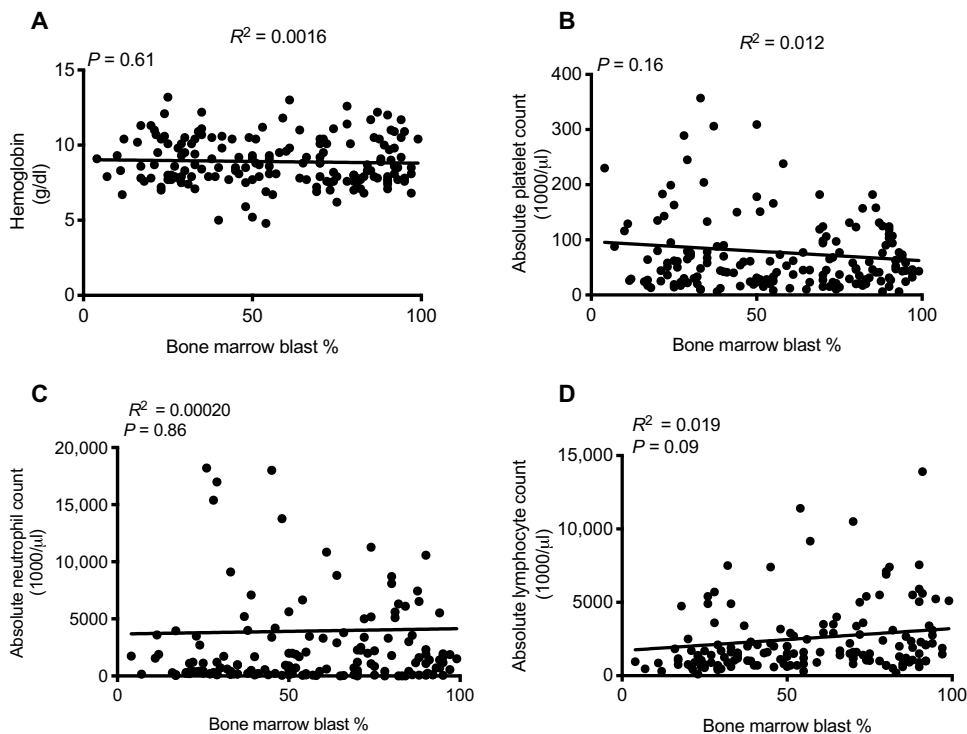 A
R² = 0.0016
P = 0.61
15
10
5
0
Hemoglobin
(g/dl)
0
50
100
Bone marrow blast %
B
R² = 0.012
P = 0.16
400
300
200
100
0
Absolute platelet count
(1000/μl)
0
50
100
Bone marrow blast %
C
R² = 0.00020
P = 0.86
20,000
15,000
10,000
5000
0
Absolute neutrophil count
(1000/μl)
0
50
100
Bone marrow blast %
D
R² = 0.019
P = 0.09
15,000
10,000
5000
0
Absolute lymphocyte count
(1000/μl)
0
50
100
Bone marrow blast %